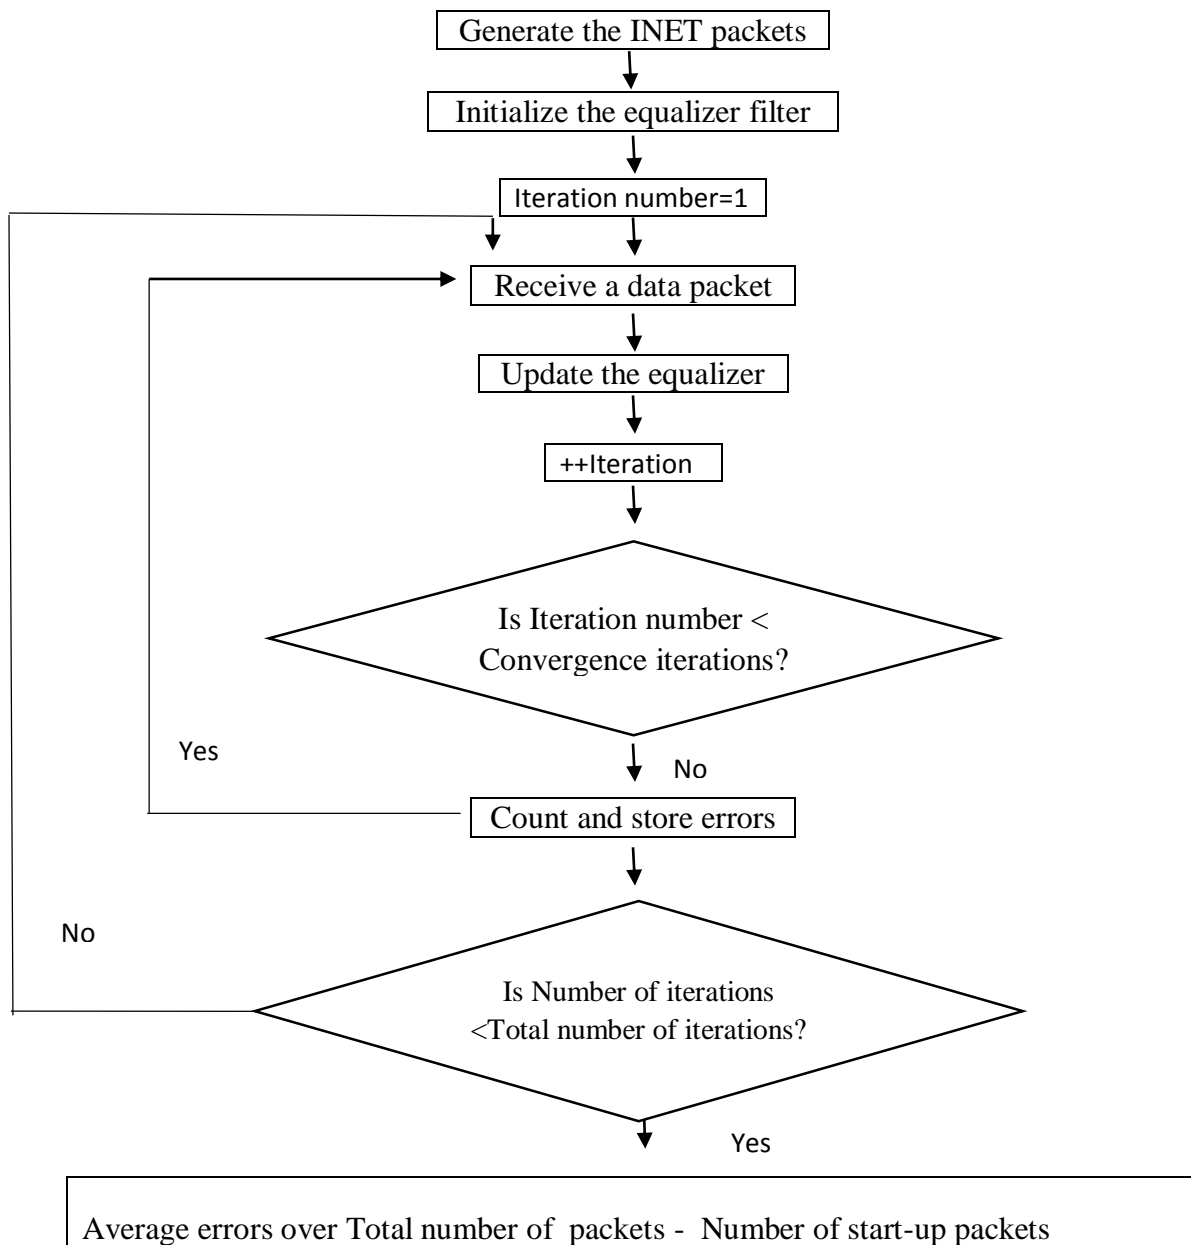 Generate the INET packets
Initialize the equalizer filter
Iteration number=1
Receive a data packet
Update the equalizer
++Iteration
Is Iteration number <
Convergence iterations?
Yes
No
Count and store errors
No
Is Number of iterations
<Total number of iterations?
Yes
Average errors over Total number of packets - Number of start-up packets